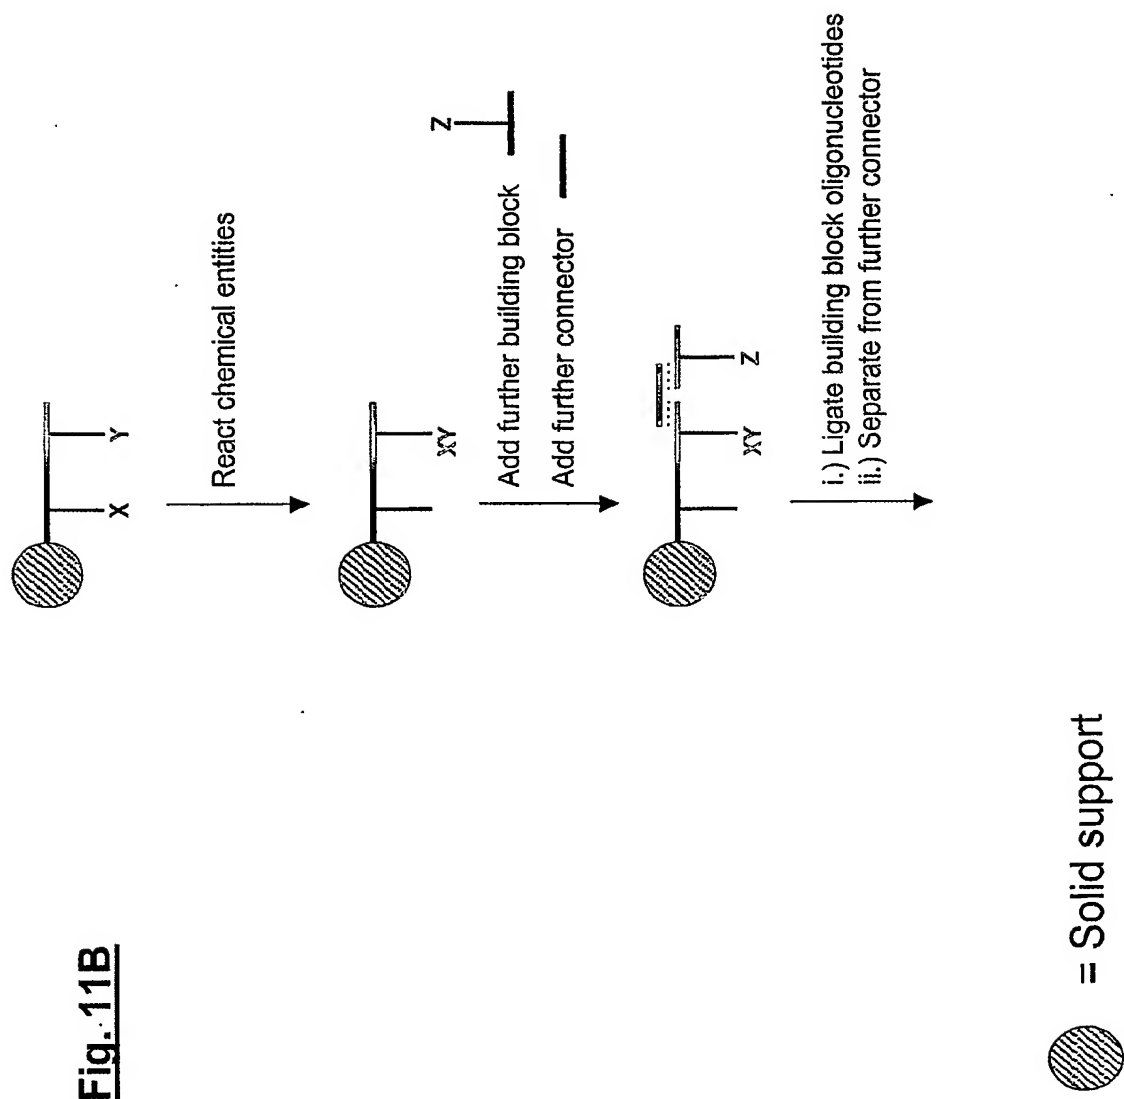 Fig. 11B
X
Y
React chemical entities
XY
Add further building block
Z
Add further connector
XY
Z
i.) Ligate building block oligonucleotides
ii.) Separate from further connector
= Solid support